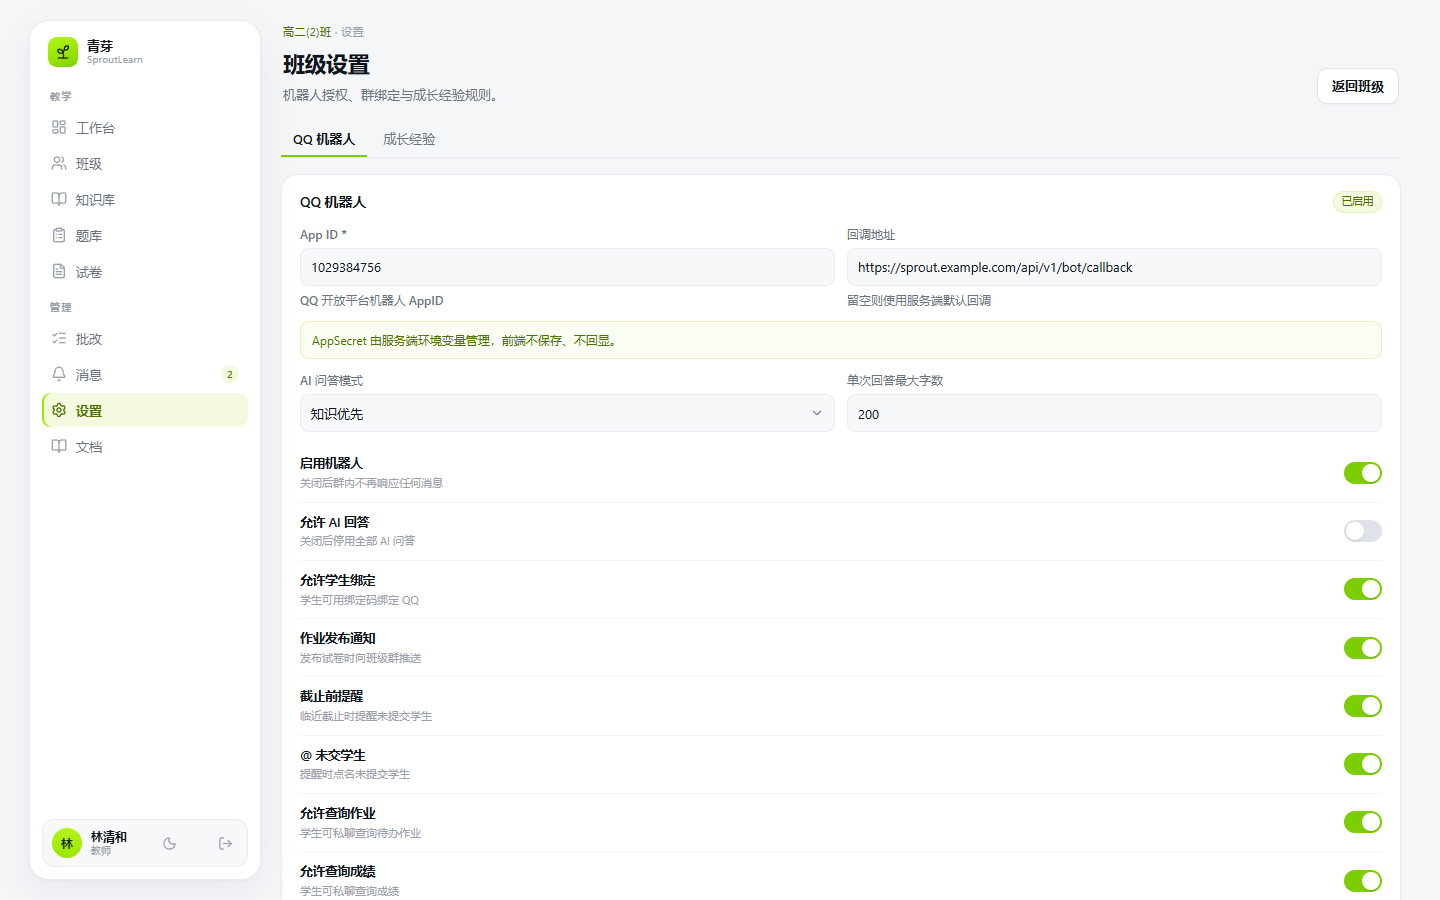 青芽
SproutLearn
教学
工作台
班级
知识库
题库
试卷
管理
批改
消息
2
设置
文档
林
林清和
教师
高二(2)班 · 设置
班级设置
机器人授权、群绑定与成长经验规则。
返回班级
QQ 机器人
成长经验
QQ 机器人
已启用
App ID *
1029384756
QQ 开放平台机器人 AppID
回调地址
https://sprout.example.com/api/v1/bot/callback
留空则使用服务端默认回调
AppSecret 由服务端环境变量管理，前端不保存、不回显。
AI 问答模式
知识优先
单次回答最大字数
200
启用机器人
关闭后群内不再响应任何消息
允许 AI 回答
关闭后停用全部 AI 问答
允许学生绑定
学生可用绑定码绑定 QQ
作业发布通知
发布试卷时向班级群推送
截止前提醒
临近截止时提醒未提交学生
@ 未交学生
提醒时点名未提交学生
允许查询作业
学生可私聊查询待办作业
允许查询成绩
学生可私聊查询成绩